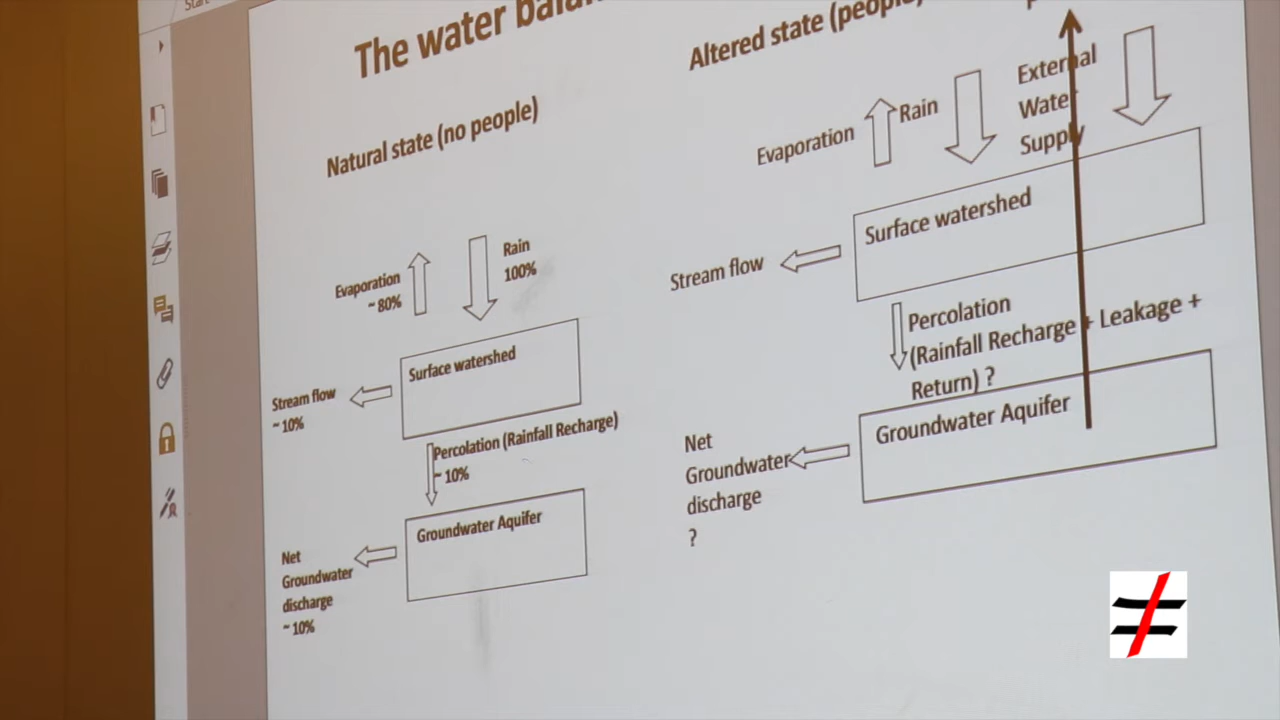 Start
The water
Natural state (no people)
Evaporation
~ 80%
Rain
100%
Surface watershed
Stream flow
~ 10%
Percolation (Rainfall Recharge)
~ 10%
Groundwater Aquifer
Net
Groundwater
discharge
~ 10%
Altered state (people)
Evaporation
Rain
External
Water
Supply
Surface watershed
Stream flow
Percolation
(Rainfall Recharge + Leakage +
Return) ?
Groundwater Aquifer
Net
Groundwater
discharge
?